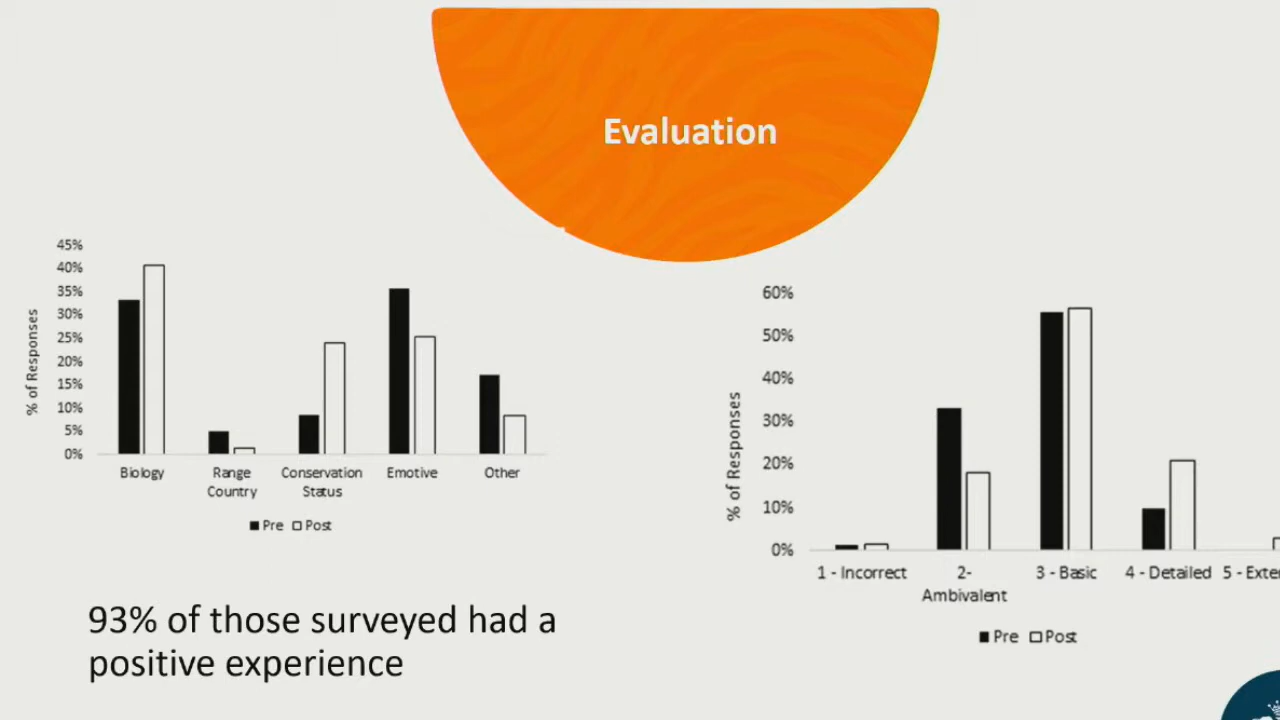 Evaluation
45%
40%
35%
30%
25%
20%
15%
10%
5%
0%
% of Responses
Biology
Range
Country
Conservation
Status
Emotive
Other
Pre Post
60%
50%
40%
30%
20%
10%
0%
% of Responses
1 - Incorrect
2-
Ambivalent
3 - Basic
4 - Detailed
5 - Exte
Pre Post
93% of those surveyed had a
positive experience